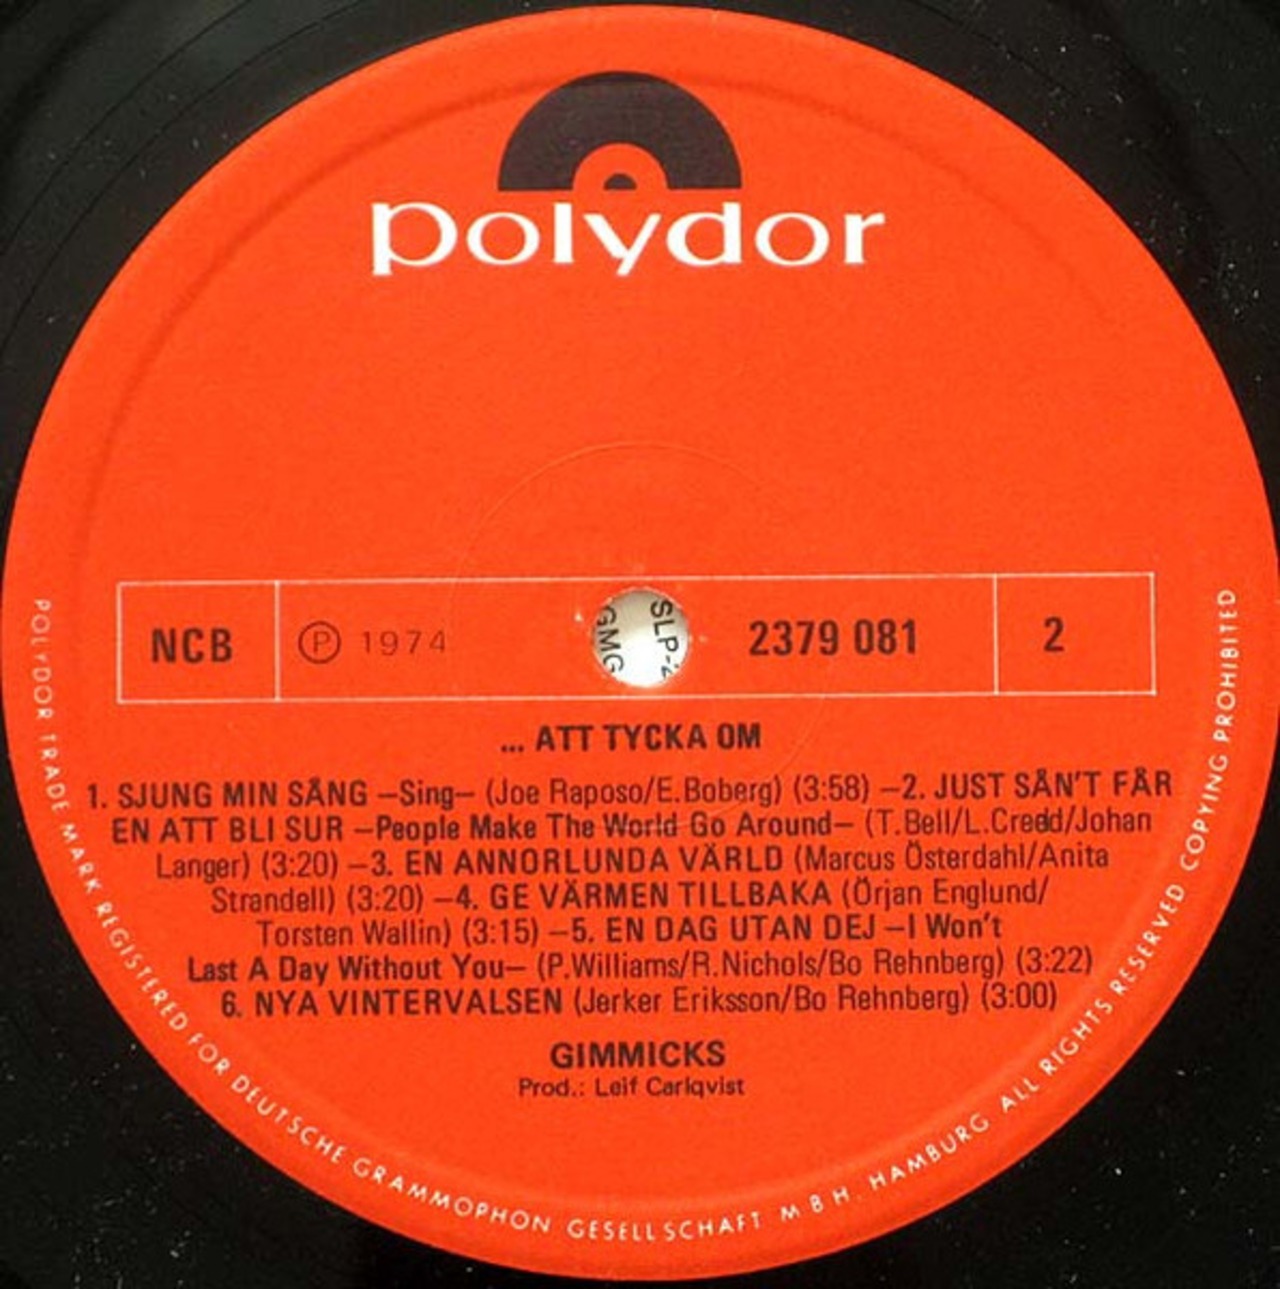 polydor
NCB
Ⓟ 1974
SLP-
GMG
2379 081
2
... ATT TYCKA OM
1. SJUNG MIN SÅNG –Sing– (Joe Raposo/E.Boberg) (3:58) –2. JUST SÅN'T FÅR
EN ATT BLI SUR –People Make The World Go Around– (T.Bell/L.Credd/Johan
Langer) (3:20) –3. EN ANNORLUNDA VÄRLD (Marcus Österdahl/Anita
Strandell) (3:20) –4. GE VÄRMEN TILLBAKA (Örjan Englund/
Torsten Wallin) (3:15) –5. EN DAG UTAN DEJ –I Won't
Last A Day Without You– (P.Williams/R.Nichols/Bo Rehnberg) (3:22)
6. NYA VINTERVALSEN (Jerker Eriksson/Bo Rehnberg) (3:00)
GIMMICKS
Prod.: Leif Carlqvist
POLYDOR TRADE MARK REGISTERED FOR DEUTSCHE GRAMMOPHON GESELLSCHAFT M B H. HAMBURG ALL RIGHTS RESERVED COPYING PROHIBITED